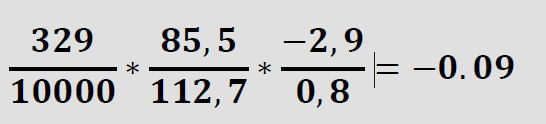 329/10000 * 85,5/112,7 * −2,9/0,8 = −0.09